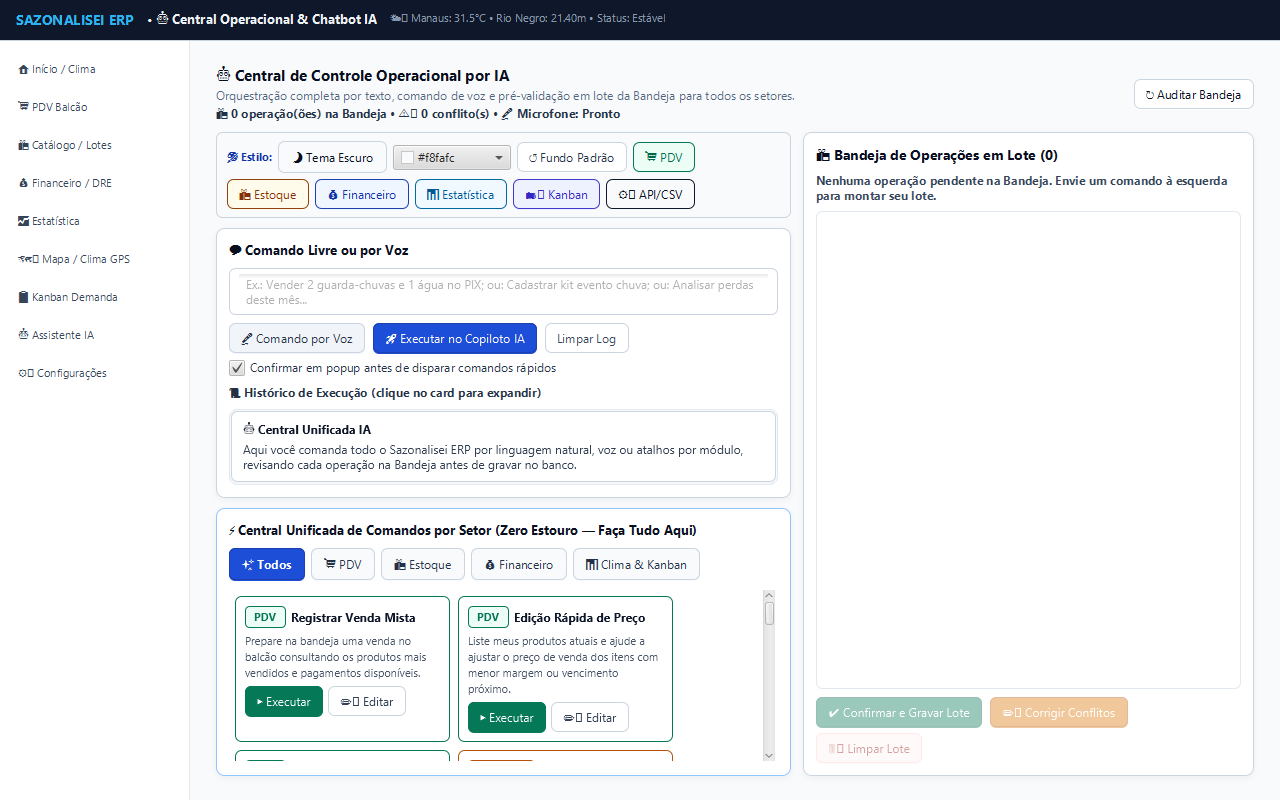 SAZONALISEI ERP • Central Operacional & Chatbot IA Manaus: 31.5°C • Rio Negro: 21.40m • Status: Estável
Início / Clima
PDV Balcão
Catálogo / Lotes
Financeiro / DRE
Estatística
Mapa / Clima GPS
Kanban Demanda
Assistente IA
Configurações
Central de Controle Operacional por IA
Orquestração completa por texto, comando de voz e pré-validação em lote da Bandeja para todos os setores.
0 operação(ões) na Bandeja • 0 conflito(s) • Microfone: Pronto
Auditar Bandeja
Estilo: Tema Escuro #f8fafc Fundo Padrão PDV
Estoque Financeiro Estatística Kanban API/CSV
Comando Livre ou por Voz
Ex.: Vender 2 guarda-chuvas e 1 água no PIX; ou: Cadastrar kit evento chuva; ou: Analisar perdas
deste mês...
Comando por Voz Executar no Copiloto IA Limpar Log
Confirmar em popup antes de disparar comandos rápidos
Histórico de Execução (clique no card para expandir)
Central Unificada IA
Aqui você comanda todo o Sazonalisei ERP por linguagem natural, voz ou atalhos por módulo,
revisando cada operação na Bandeja antes de gravar no banco.
Central Unificada de Comandos por Setor (Zero Estouro — Faça Tudo Aqui)
Todos PDV Estoque Financeiro Clima & Kanban
PDV Registrar Venda Mista
Prepare na bandeja uma venda no
balcão consultando os produtos mais
vendidos e pagamentos disponíveis.
Executar Editar
PDV Edição Rápida de Preço
Liste meus produtos atuais e ajude a
ajustar o preço de venda dos itens com
menor margem ou vencimento
próximo.
Executar Editar
Bandeja de Operações em Lote (0)
Nenhuma operação pendente na Bandeja. Envie um comando à esquerda
para montar seu lote.
Confirmar e Gravar Lote Corrigir Conflitos
Limpar Lote